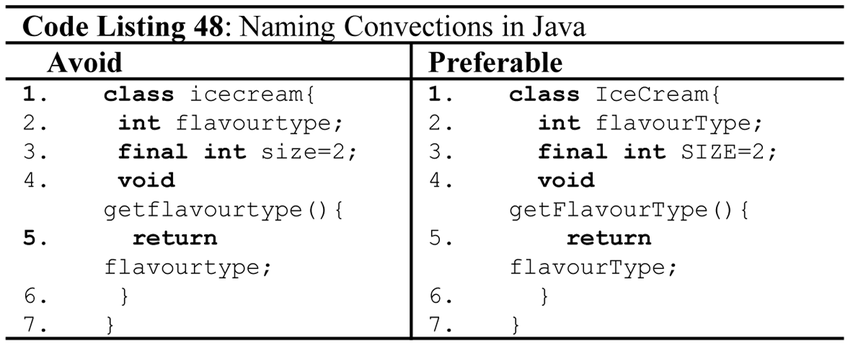 Code Listing 48: Naming Convections in Java
Avoid
1. class icecream{
2. int flavourtype;
3. final int size=2;
4. void
getflavourtype(){
5. return
flavourtype;
6. }
7. }
Preferable
1. class IceCream{
2. int flavourType;
3. final int SIZE=2;
4. void
getFlavourType(){
5. return
flavourType;
6. }
7. }